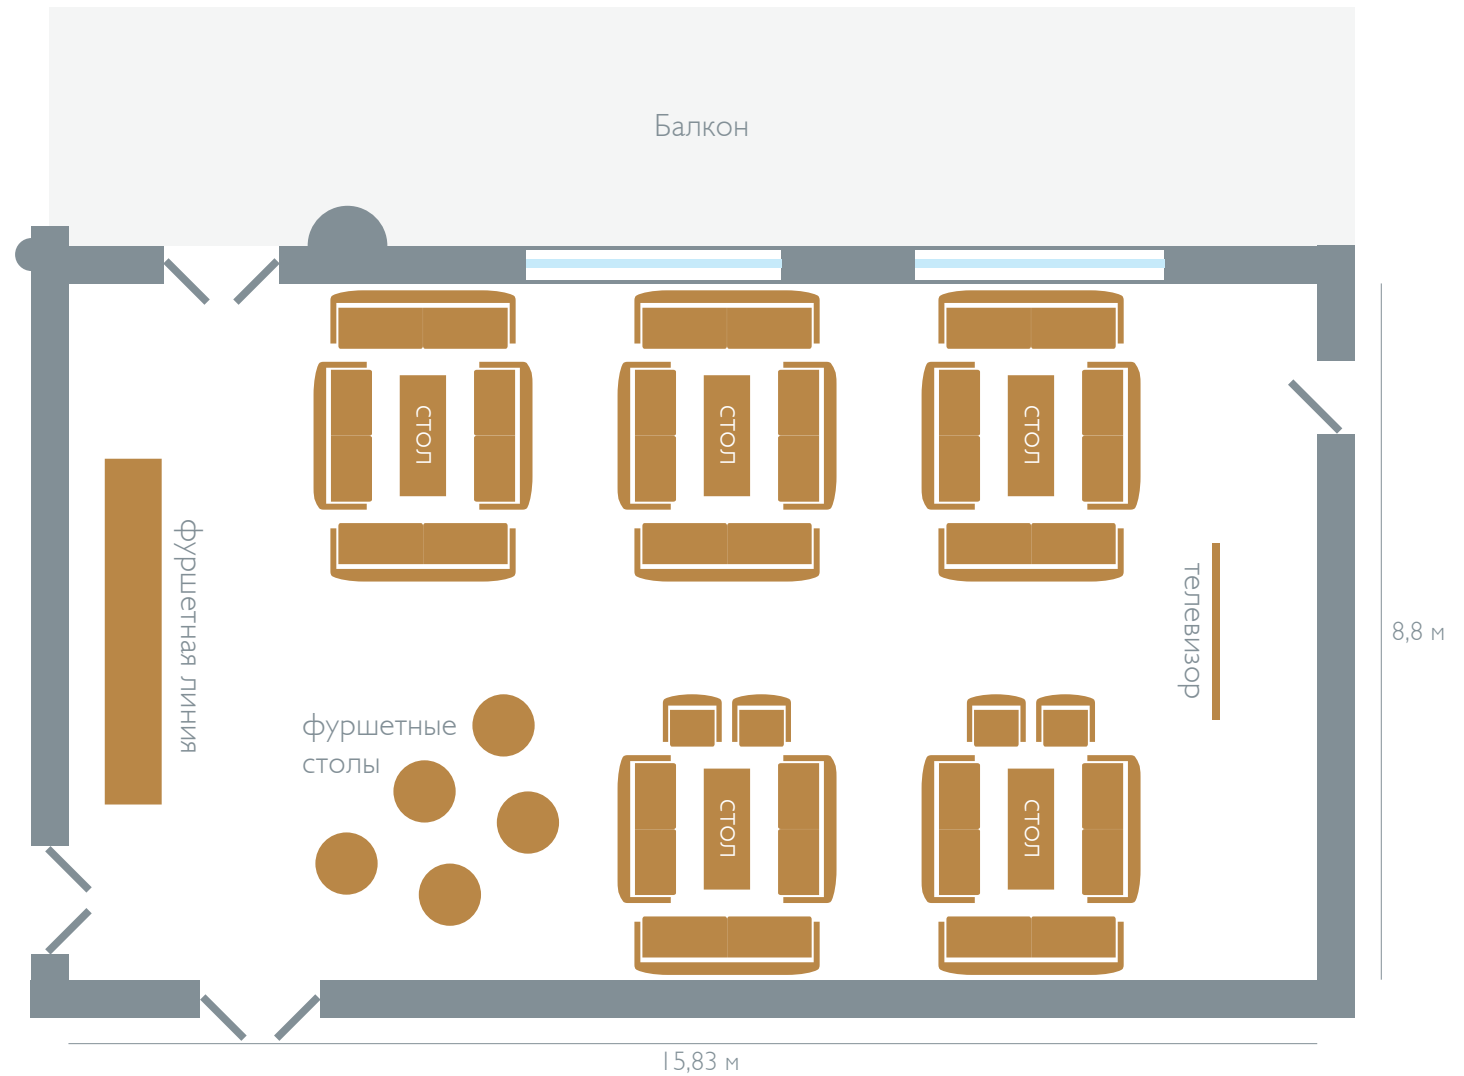 Балкон
стол
стол
стол
фуршетная линия
телевизор
8,8 м
фуршетные
столы
стол
стол
15,83 м